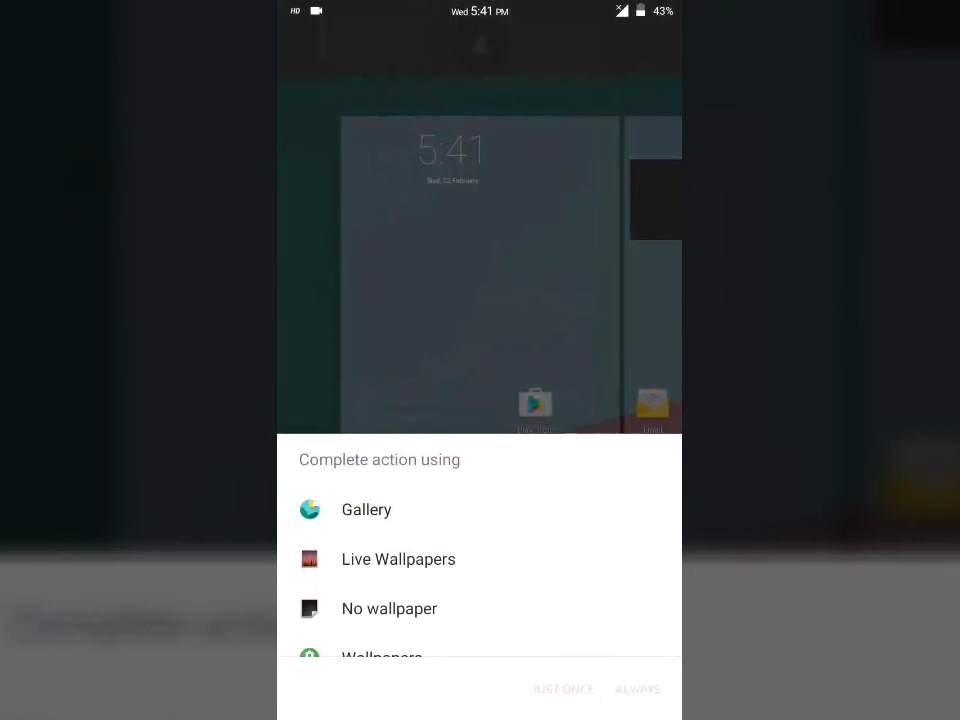 HD
Wed 5:41 PM
43%
5:41
Wed, 22 February
Play Store
Email
Complete action using
Gallery
Live Wallpapers
No wallpaper
Wallpapers
JUST ONCE
ALWAYS